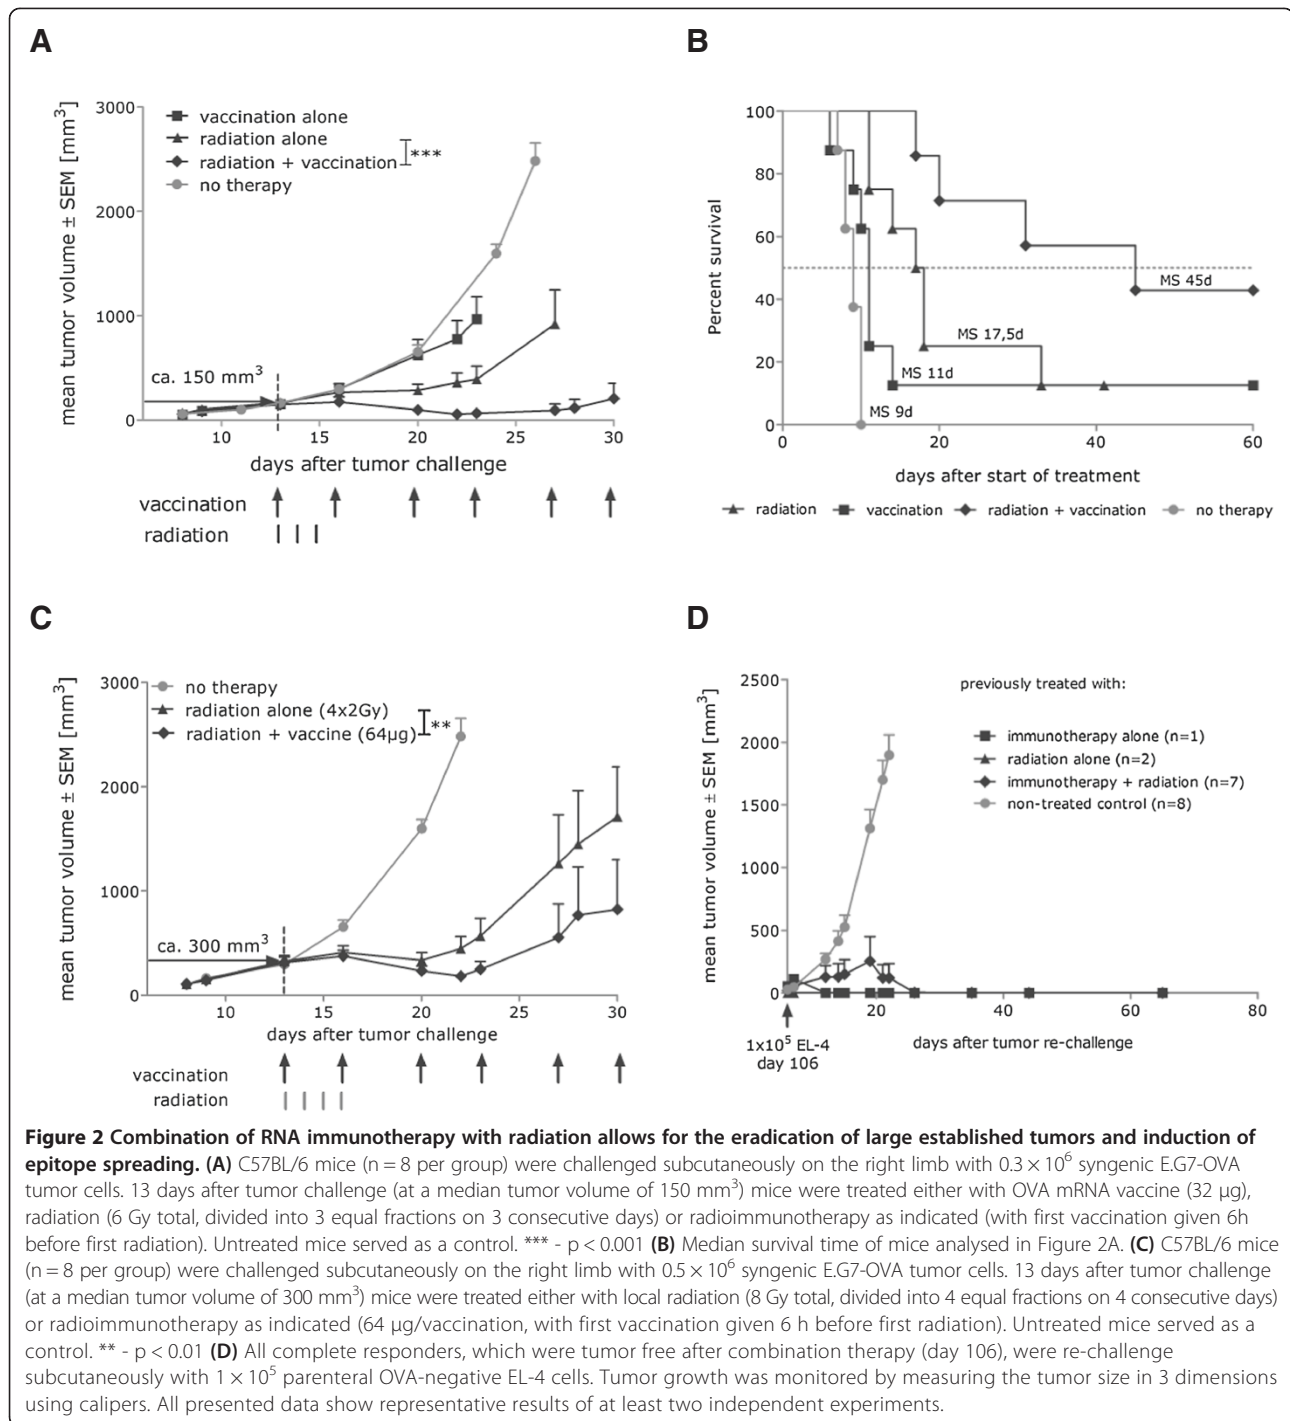 A
mean tumor volume ± SEM [mm³]
3000
2000
1000
0
vaccination alone
radiation alone
radiation + vaccination
***
no therapy
ca. 150 mm³
10 15 20 25 30
days after tumor challenge
vaccination
radiation
B
Percent survival
100
80
60
40
20
0
MS 45d
MS 17,5d
MS 11d
MS 9d
0 20 40 60
days after start of treatment
radiation vaccination radiation + vaccination no therapy
C
mean tumor volume ± SEM [mm³]
3000
2000
1000
0
no therapy
radiation alone (4x2Gy)
radiation + vaccine (64µg)
**
ca. 300 mm³
10 15 20 25 30
days after tumor challenge
vaccination
radiation
D
mean tumor volume ± SEM [mm³]
2500
2000
1500
1000
500
0
previously treated with:
immunotherapy alone (n=1)
radiation alone (n=2)
immunotherapy + radiation (n=7)
non-treated control (n=8)
20 40 60 80
1x10⁵ EL-4
day 106
days after tumor re-challenge
Figure 2 Combination of RNA immunotherapy with radiation allows for the eradication of large established tumors and induction of
epitope spreading. (A) C57BL/6 mice (n = 8 per group) were challenged subcutaneously on the right limb with 0.3 × 10⁶ syngenic E.G7-OVA
tumor cells. 13 days after tumor challenge (at a median tumor volume of 150 mm³) mice were treated either with OVA mRNA vaccine (32 µg),
radiation (6 Gy total, divided into 3 equal fractions on 3 consecutive days) or radioimmunotherapy as indicated (with first vaccination given 6h
before first radiation). Untreated mice served as a control. *** - p < 0.001 (B) Median survival time of mice analysed in Figure 2A. (C) C57BL/6 mice
(n = 8 per group) were challenged subcutaneously on the right limb with 0.5 × 10⁶ syngenic E.G7-OVA tumor cells. 13 days after tumor challenge
(at a median tumor volume of 300 mm³) mice were treated either with local radiation (8 Gy total, divided into 4 equal fractions on 4 consecutive days)
or radioimmunotherapy as indicated (64 µg/vaccination, with first vaccination given 6 h before first radiation). Untreated mice served as a
control. ** - p < 0.01 (D) All complete responders, which were tumor free after combination therapy (day 106), were re-challenge
subcutaneously with 1 × 10⁵ parenteral OVA-negative EL-4 cells. Tumor growth was monitored by measuring the tumor size in 3 dimensions
using calipers. All presented data show representative results of at least two independent experiments.